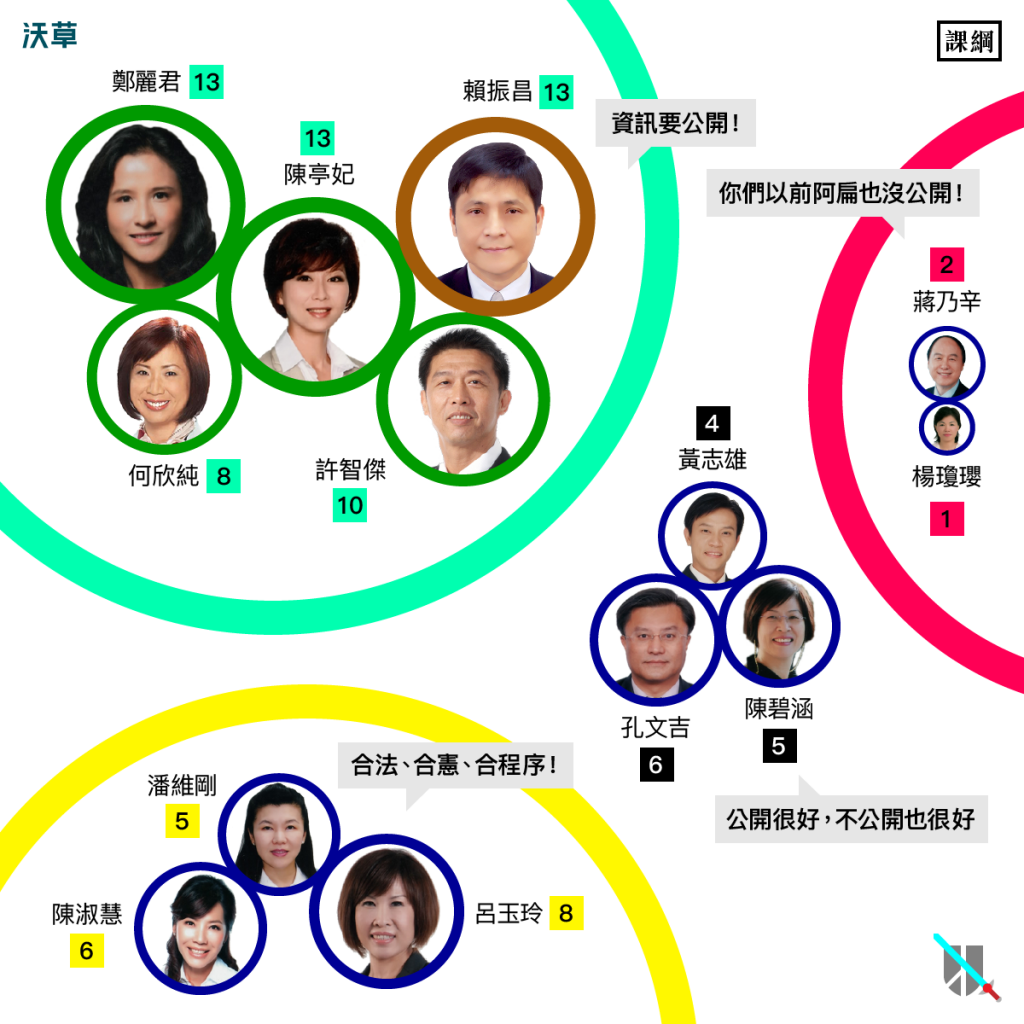 沃草
課綱
鄭麗君 13
13
陳亭妃
賴振昌 13
資訊要公開！
你們以前阿扁也沒公開！
何欣純 8
許智傑
10
2
蔣乃辛
楊瓊瓔
1
4
黃志雄
孔文吉
6
陳碧涵
5
公開很好，不公開也很好
合法、合憲、合程序！
潘維剛
5
陳淑慧
6
呂玉玲 8